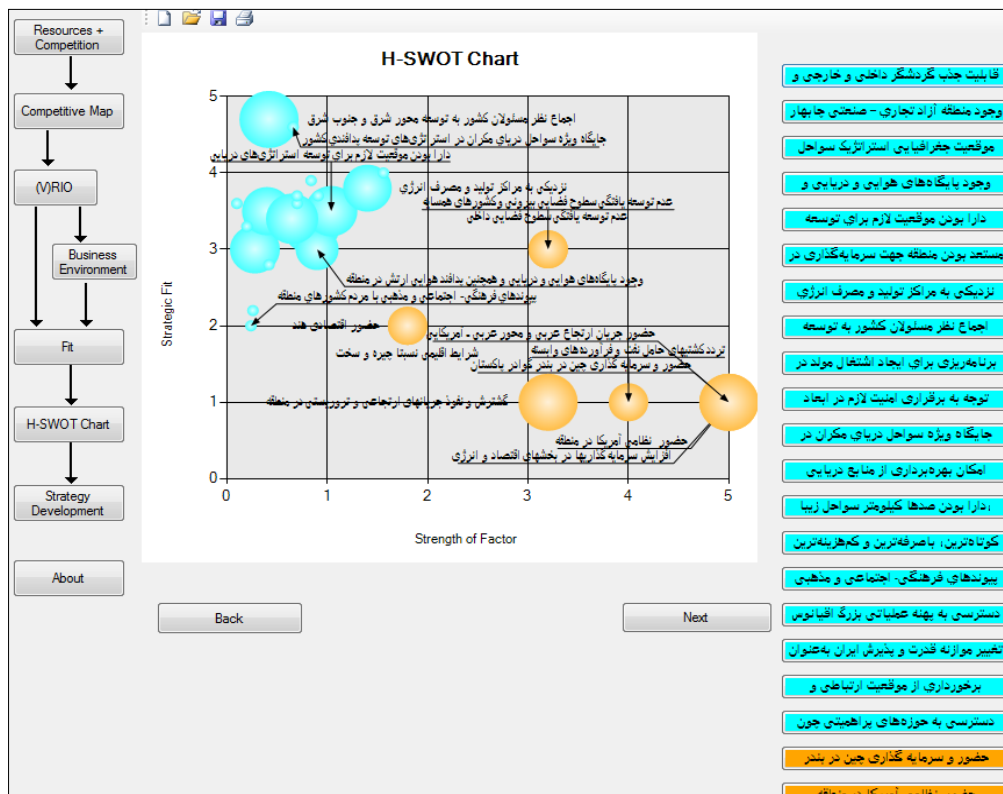 Resources +
Competition
Competitive Map
(V)RIO
Business
Environment
Fit
H-SWOT Chart
Strategy
Development
About
H-SWOT Chart
5
4
3
2
1
0
0
1
2
3
4
5
Strategic Fit
Strength of Factor
اجماع نظر مسئولان کشور به توسعه محور شرق و جنوب شرق
جایگاه ویژه سواحل دریای مکران در استراتژی‌های توسعه پدافندی کشور
دارا بودن موقعیت لازم برای توسعه استراتژی‌های دریایی
نزدیکی به مراکز تولید و مصرف انرژی
عدم توسعه یافتگی سطوح فضایی بیرونی و کشورهای همسایه
عدم توسعه یافتگی سطوح فضایی داخلی
وجود پایگاه‌های هوایی و دریایی و همچنین پدافند هوایی ارتش در منطقه
پیوندهای فرهنگی- اجتماعی و مذهبی با مردم کشورهای منطقه
حضور اقتصادی هند
حضور جریان ارتجاع عربی و محور عربی - آمریکایی
شرایط اقلیمی نسبتا جیره و سخت
تردد کشتیهای حامل نفت و فرآورده‌های وابسته
حضور و سرمایه گذاری چین در بندر گوادر پاکستان
گسترش و نفوذ جریانهای ارتجاعی و تروریستی در منطقه
حضور نظامی آمریکا در منطقه
افزایش سرمایه گذاریها در بخشهای اقتصاد و انرژی
Back
Next
قابلیت جذب گردشگر داخلی و خارجی و
وجود منطقه آزاد تجاری - صنعتی چابهار
موقعیت جغرافیایی استراتژیک سواحل
وجود پایگاه‌های هوایی و دریایی و
دارا بودن موقعیت لازم برای توسعه
مستعد بودن منطقه جهت سرمایه‌گذاری در
نزدیکی به مراکز تولید و مصرف انرژی
اجماع نظر مسئولان کشور به توسعه
برنامه‌ریزی برای ایجاد اشتغال مولد در
توجه به برقراری امنیت لازم در ابعاد
جایگاه ویژه سواحل دریای مکران در
امکان بهره‌برداری از منابع دریایی
دارا بودن صدها کیلومتر سواحل زیبا،
کوتاه‌ترین، باصرفه‌ترین و کم‌هزینه‌ترین
پیوندهای فرهنگی- اجتماعی و مذهبی
دسترسی به پهنه عملیاتی بزرگ اقیانوس
تغییر موازنه قدرت و پذیرش ایران به‌عنوان
برخورداری از موقعیت ارتباطی و
دسترسی به حوزه‌های پراهمیتی چون
حضور و سرمایه گذاری چین در بندر